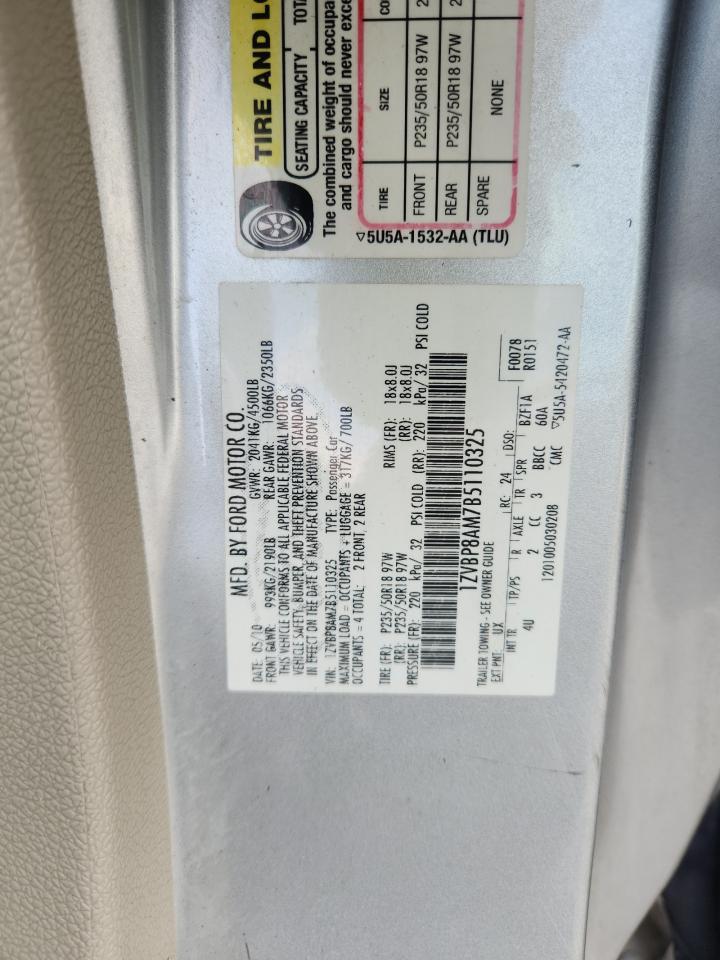 TIRE AND LO
SEATING CAPACITY TOTA
The combined weight of occupa
and cargo should never exce
TIRE SIZE CO
FRONT P235/50R18 97W 2
REAR P235/50R18 97W 2
SPARE NONE
▽5U5A-1532-AA (TLU)
MFD. BY FORD MOTOR CO.
DATE: 05/10 GVWR: 2041KG/4500LB
FRONT GAWR: 993KG/2190LB REAR GAWR: 1066KG/2350LB
THIS VEHICLE CONFORMS TO ALL APPLICABLE FEDERAL MOTOR
VEHICLE SAFETY, BUMPER, AND THEFT PREVENTION STANDARDS
IN EFFECT ON THE DATE OF MANUFACTURE SHOWN ABOVE.
VIN: 1ZVBP8AM7B5110325 TYPE: Passenger Car
MAXIMUM LOAD = OCCUPANTS + LUGGAGE = 317KG/ 700LB
OCCUPANTS = 4 TOTAL: 2 FRONT, 2 REAR
TIRE (FR): P235/50R18 97W RIMS (FR): 18x8.0J
(RR): P235/50R18 97W (RR): 18x8.0J
PRESSURE (FR): 220 kPa/ 32 PSI COLD (RR): 220 kPa/ 32 PSI COLD
1ZVBP8AM7B5110325
TRAILER TOWING - SEE OWNER GUIDE
EXT PNT: UX RC: 24 DSO: F0078
INT TR TP/PS R AXLE TR SPR BZF1A R0151
4U 2 CC 3 BBCC 60A
1201005030208 CMC ▽5U5A-5420472-AA